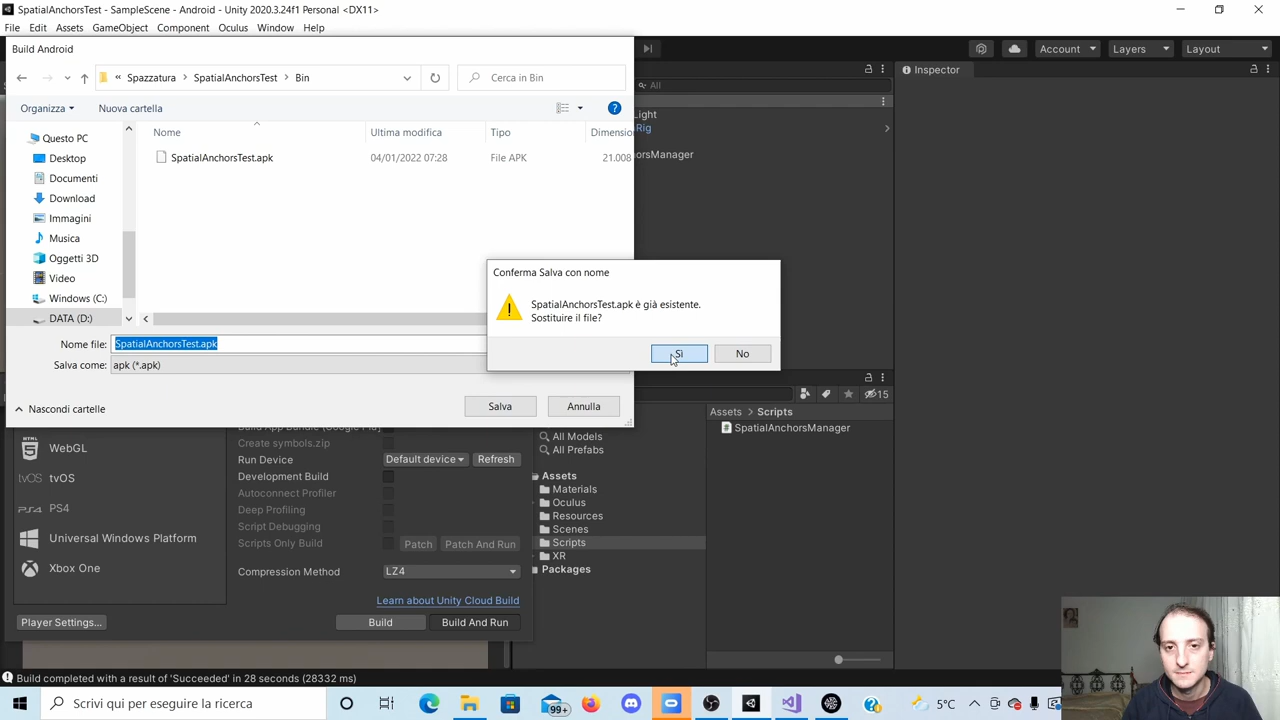 SpatialAnchorsTest - SampleScene - Android - Unity 2020.3.24f1 Personal <DX11>
File Edit Assets GameObject Component Oculus Window Help
Build Android
Account Layers Layout
« Spazzatura > SpatialAnchorsTest > Bin
Cerca in Bin
All
Inspector
Organizza
Nuova cartella
Nome Ultima modifica Tipo Dimensio
SpatialAnchorsTest.apk 04/01/2022 07:28 File APK 21.008
Light
Rig
orsManager
Questo PC
Desktop
Documenti
Download
Immagini
Musica
Oggetti 3D
Video
Windows (C:)
DATA (D:)
Conferma Salva con nome
SpatialAnchorsTest.apk è già esistente.
Sostituire il file?
Sì No
Nome file: SpatialAnchorsTest.apk
Salva come: apk (*.apk)
Nascondi cartelle
Salva Annulla
15
Assets > Scripts
SpatialAnchorsManager
All Models
All Prefabs
Assets
Materials
Oculus
Resources
Scenes
Scripts
XR
Packages
WebGL
tvOS
PS4
Universal Windows Platform
Xbox One
Create symbols.zip
Run Device Default device Refresh
Development Build
Autoconnect Profiler
Deep Profiling
Script Debugging
Scripts Only Build Patch Patch And Run
Compression Method LZ4
Learn about Unity Cloud Build
Player Settings... Build Build And Run
Build completed with a result of 'Succeeded' in 28 seconds (28332 ms)
Scrivi qui per eseguire la ricerca
99+
5°C